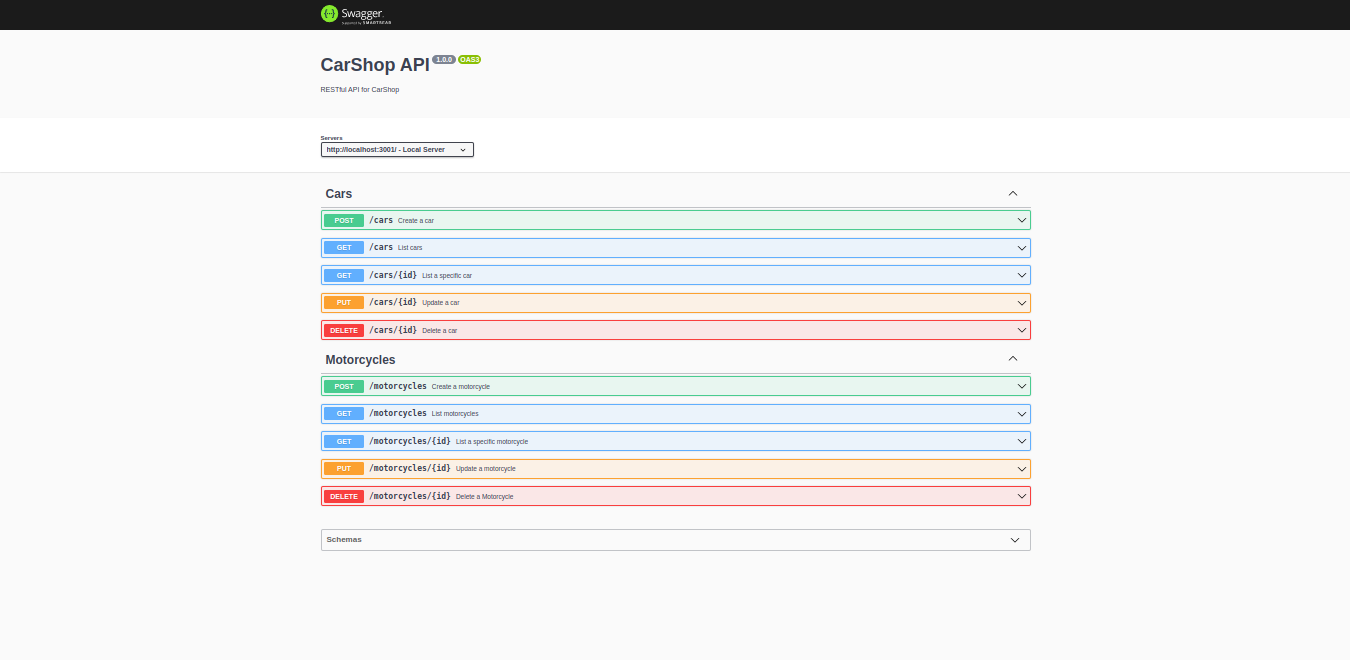 {··} Swagger.
Supported by SMARTBEAR
CarShop API 1.0.0 OAS3
RESTful API for CarShop
Servers
http://localhost:3001/ - Local Server
Cars
POST /cars Create a car
GET /cars List cars
GET /cars/{id} List a specific car
PUT /cars/{id} Update a car
DELETE /cars/{id} Delete a car
Motorcycles
POST /motorcycles Create a motorcycle
GET /motorcycles List motorcycles
GET /motorcycles/{id} List a specific motorcycle
PUT /motorcycles/{id} Update a motorcycle
DELETE /motorcycles/{id} Delete a Motorcycle
Schemas